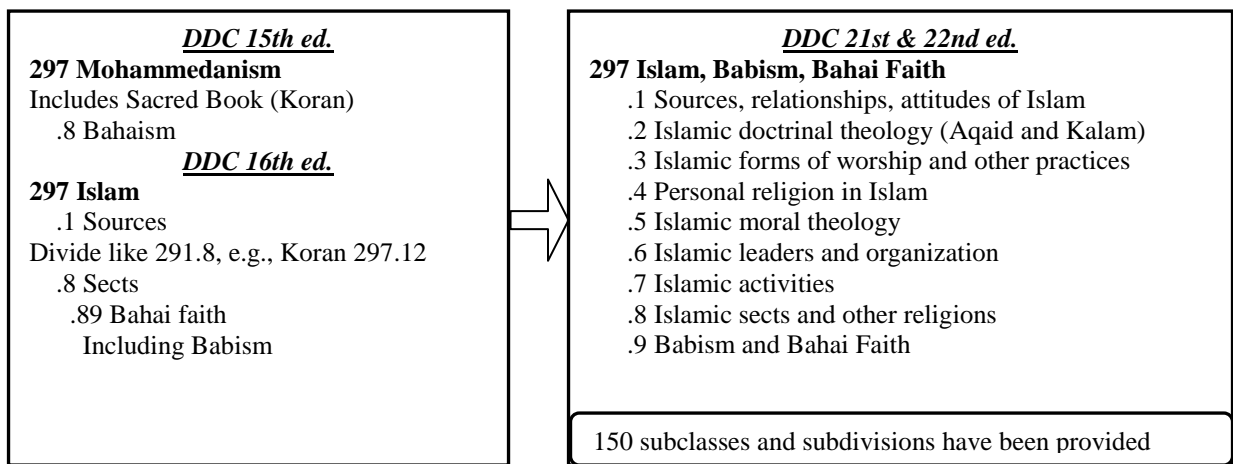 DDC 15th ed.
297 Mohammedanism
Includes Sacred Book (Koran)
.8 Bahaism
DDC 16th ed.
297 Islam
.1 Sources
Divide like 291.8, e.g., Koran 297.12
.8 Sects
.89 Bahai faith
Including Babism
DDC 21st & 22nd ed.
297 Islam, Babism, Bahai Faith
.1 Sources, relationships, attitudes of Islam
.2 Islamic doctrinal theology (Aqaid and Kalam)
.3 Islamic forms of worship and other practices
.4 Personal religion in Islam
.5 Islamic moral theology
.6 Islamic leaders and organization
.7 Islamic activities
.8 Islamic sects and other religions
.9 Babism and Bahai Faith
150 subclasses and subdivisions have been provided